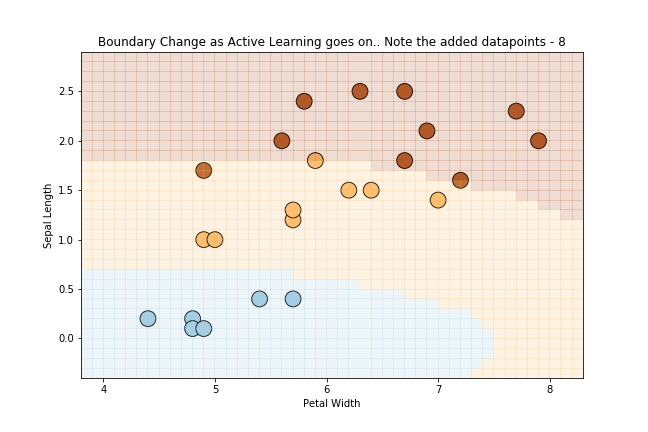 Boundary Change as Active Learning goes on.. Note the added datapoints - 8
2.5
2.0
1.5
1.0
0.5
0.0
Sepal Length
4 5 6 7 8
Petal Width